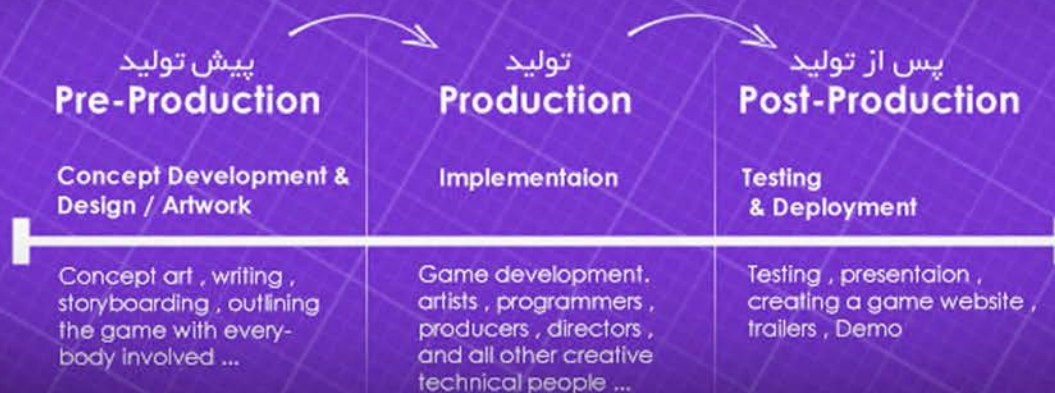 پیش تولید
Pre-Production
Concept Development &
Design / Artwork
Concept art , writing ,
storyboarding , outlining
the game with every-
body involved ...
تولید
Production
Implementaion
Game development.
artists , programmers ,
producers , directors ,
and all other creative
technical people ...
پس از تولید
Post-Production
Testing
& Deployment
Testing , presentaion ,
creating a game website ,
trailers , Demo